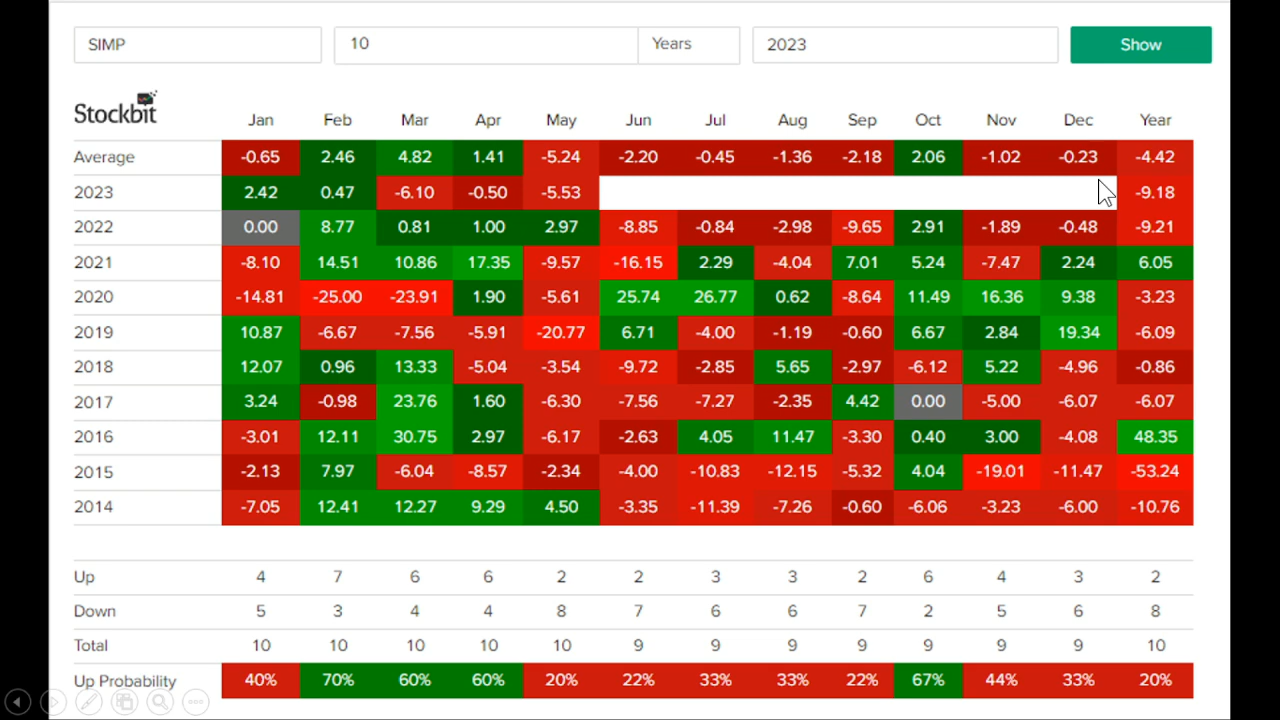 SIMP 10 Years 2023 Show
Stockbit Jan Feb Mar Apr May Jun Jul Aug Sep Oct Nov Dec Year
Average -0.65 2.46 4.82 1.41 -5.24 -2.20 -0.45 -1.36 -2.18 2.06 -1.02 -0.23 -4.42
2023 2.42 0.47 -6.10 -0.50 -5.53 -9.18
2022 0.00 8.77 0.81 1.00 2.97 -8.85 -0.84 -2.98 -9.65 2.91 -1.89 -0.48 -9.21
2021 -8.10 14.51 10.86 17.35 -9.57 -16.15 2.29 -4.04 7.01 5.24 -7.47 2.24 6.05
2020 -14.81 -25.00 -23.91 1.90 -5.61 25.74 26.77 0.62 -8.64 11.49 16.36 9.38 -3.23
2019 10.87 -6.67 -7.56 -5.91 -20.77 6.71 -4.00 -1.19 -0.60 6.67 2.84 19.34 -6.09
2018 12.07 0.96 13.33 -5.04 -3.54 -9.72 -2.85 5.65 -2.97 -6.12 5.22 -4.96 -0.86
2017 3.24 -0.98 23.76 1.60 -6.30 -7.56 -7.27 -2.35 4.42 0.00 -5.00 -6.07 -6.07
2016 -3.01 12.11 30.75 2.97 -6.17 -2.63 4.05 11.47 -3.30 0.40 3.00 -4.08 48.35
2015 -2.13 7.97 -6.04 -8.57 -2.34 -4.00 -10.83 -12.15 -5.32 4.04 -19.01 -11.47 -53.24
2014 -7.05 12.41 12.27 9.29 4.50 -3.35 -11.39 -7.26 -0.60 -6.06 -3.23 -6.00 -10.76
Up 4 7 6 6 2 2 3 3 2 6 4 3 2
Down 5 3 4 4 8 7 6 6 7 2 5 6 8
Total 10 10 10 10 10 9 9 9 9 9 9 9 10
Up Probability 40% 70% 60% 60% 20% 22% 33% 33% 22% 67% 44% 33% 20%